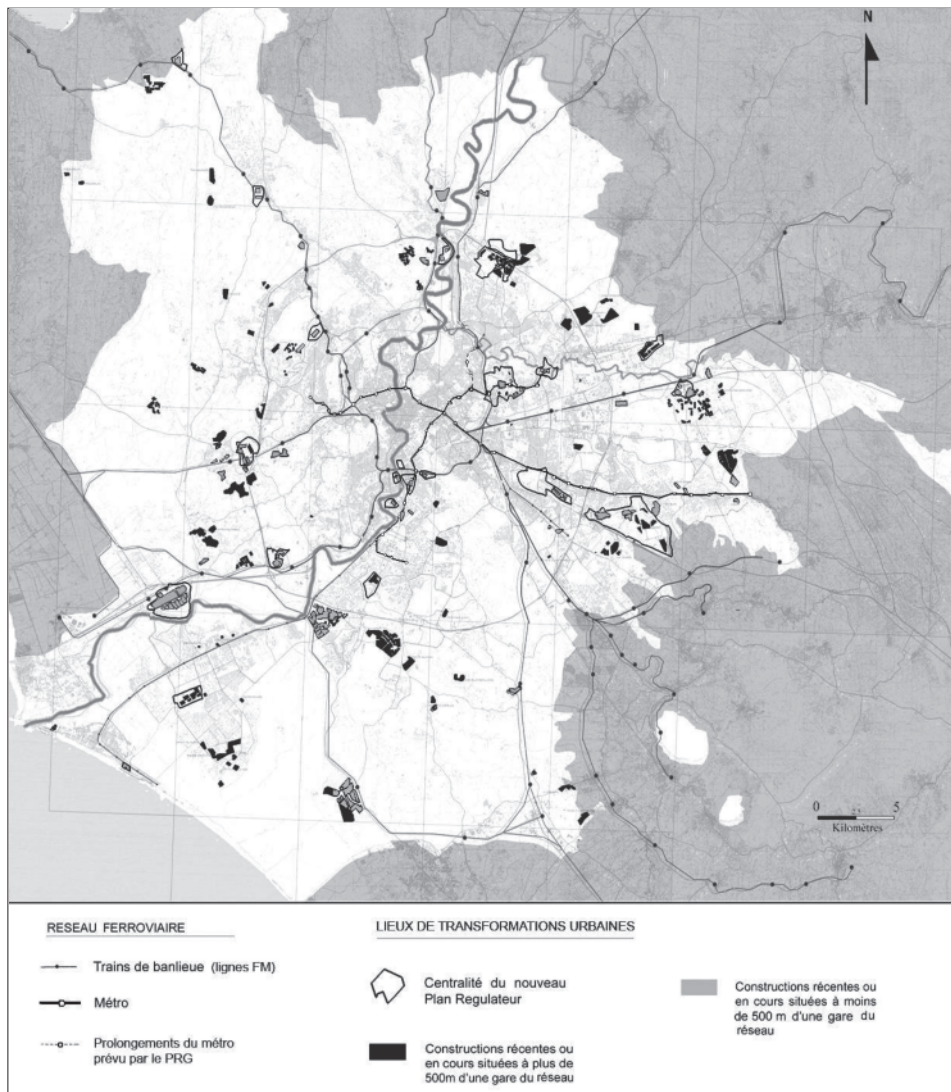 N
0 5
Kilomètres
RESEAU FERROVIAIRE
Trains de banlieue (lignes FM)
Métro
Prolongements du métro
prévu par le PRG
LIEUX DE TRANSFORMATIONS URBAINES
Centralité du nouveau
Plan Regulateur
Constructions récentes ou
en cours situées à plus de
500m d'une gare du réseau
Constructions récentes ou
en cours situées à moins
de 500 m d'une gare du
réseau